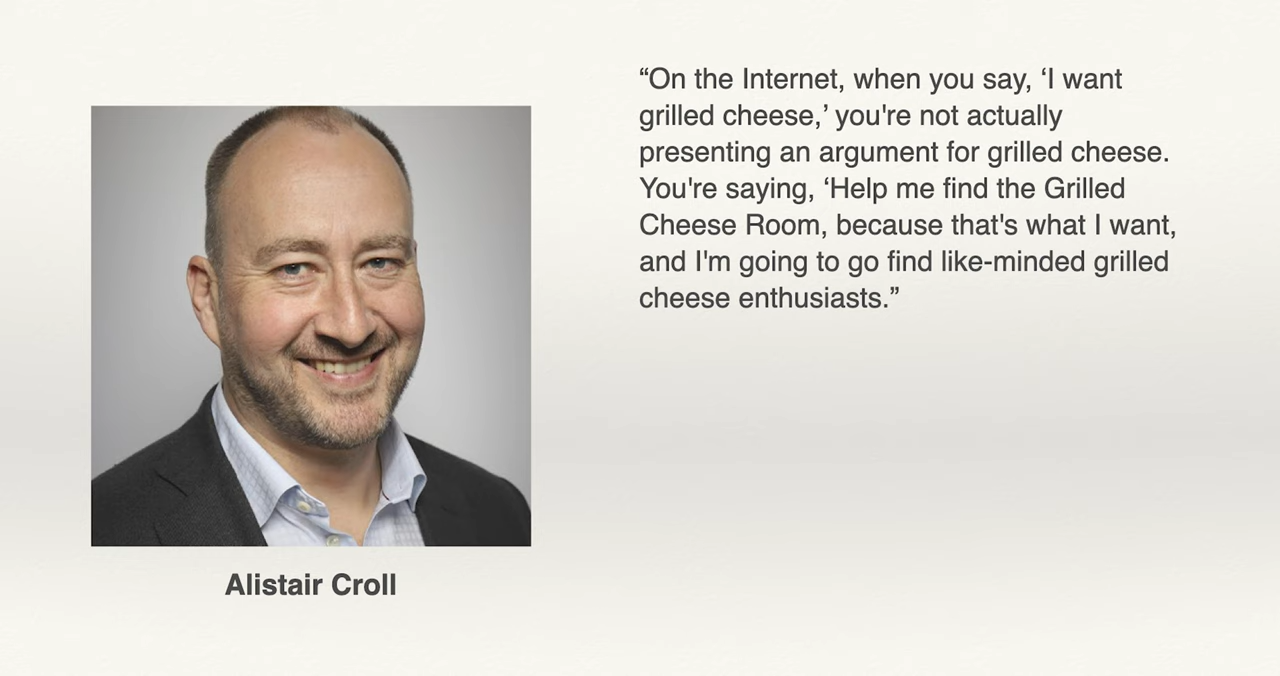 “On the Internet, when you say, ‘I want
grilled cheese,’ you're not actually
presenting an argument for grilled cheese.
You're saying, ‘Help me find the Grilled
Cheese Room, because that's what I want,
and I'm going to go find like-minded grilled
cheese enthusiasts.”
Alistair Croll